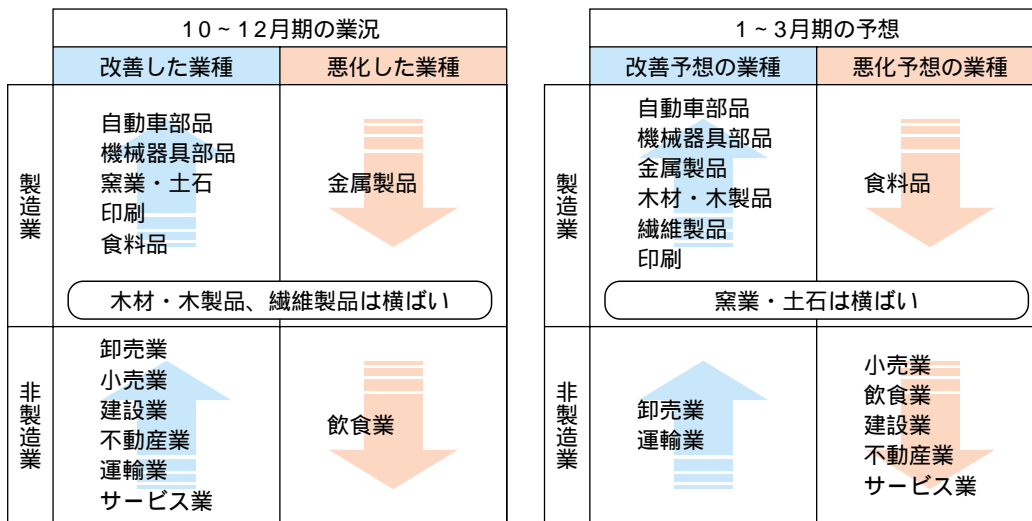 10～12月期の業況
改善した業種
悪化した業種
製造業
自動車部品
機械器具部品
窯業・土石
印刷
食料品
金属製品
木材・木製品、繊維製品は横ばい
非製造業
卸売業
小売業
建設業
不動産業
運輸業
サービス業
飲食業
1～3月期の予想
改善予想の業種
悪化予想の業種
製造業
自動車部品
機械器具部品
金属製品
木材・木製品
繊維製品
印刷
食料品
窯業・土石は横ばい
非製造業
卸売業
運輸業
小売業
飲食業
建設業
不動産業
サービス業